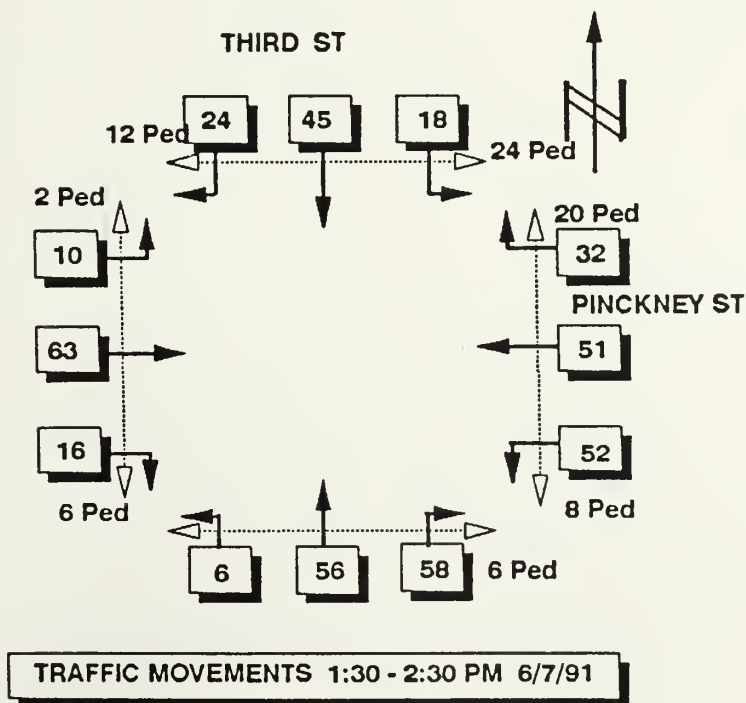 THIRD ST
12 Ped
24
45
18
24 Ped
2 Ped
20 Ped
10
32
PINCKNEY ST
63
51
16
52
6 Ped
8 Ped
6
56
58
6 Ped
TRAFFIC MOVEMENTS 1:30 - 2:30 PM 6/7/91